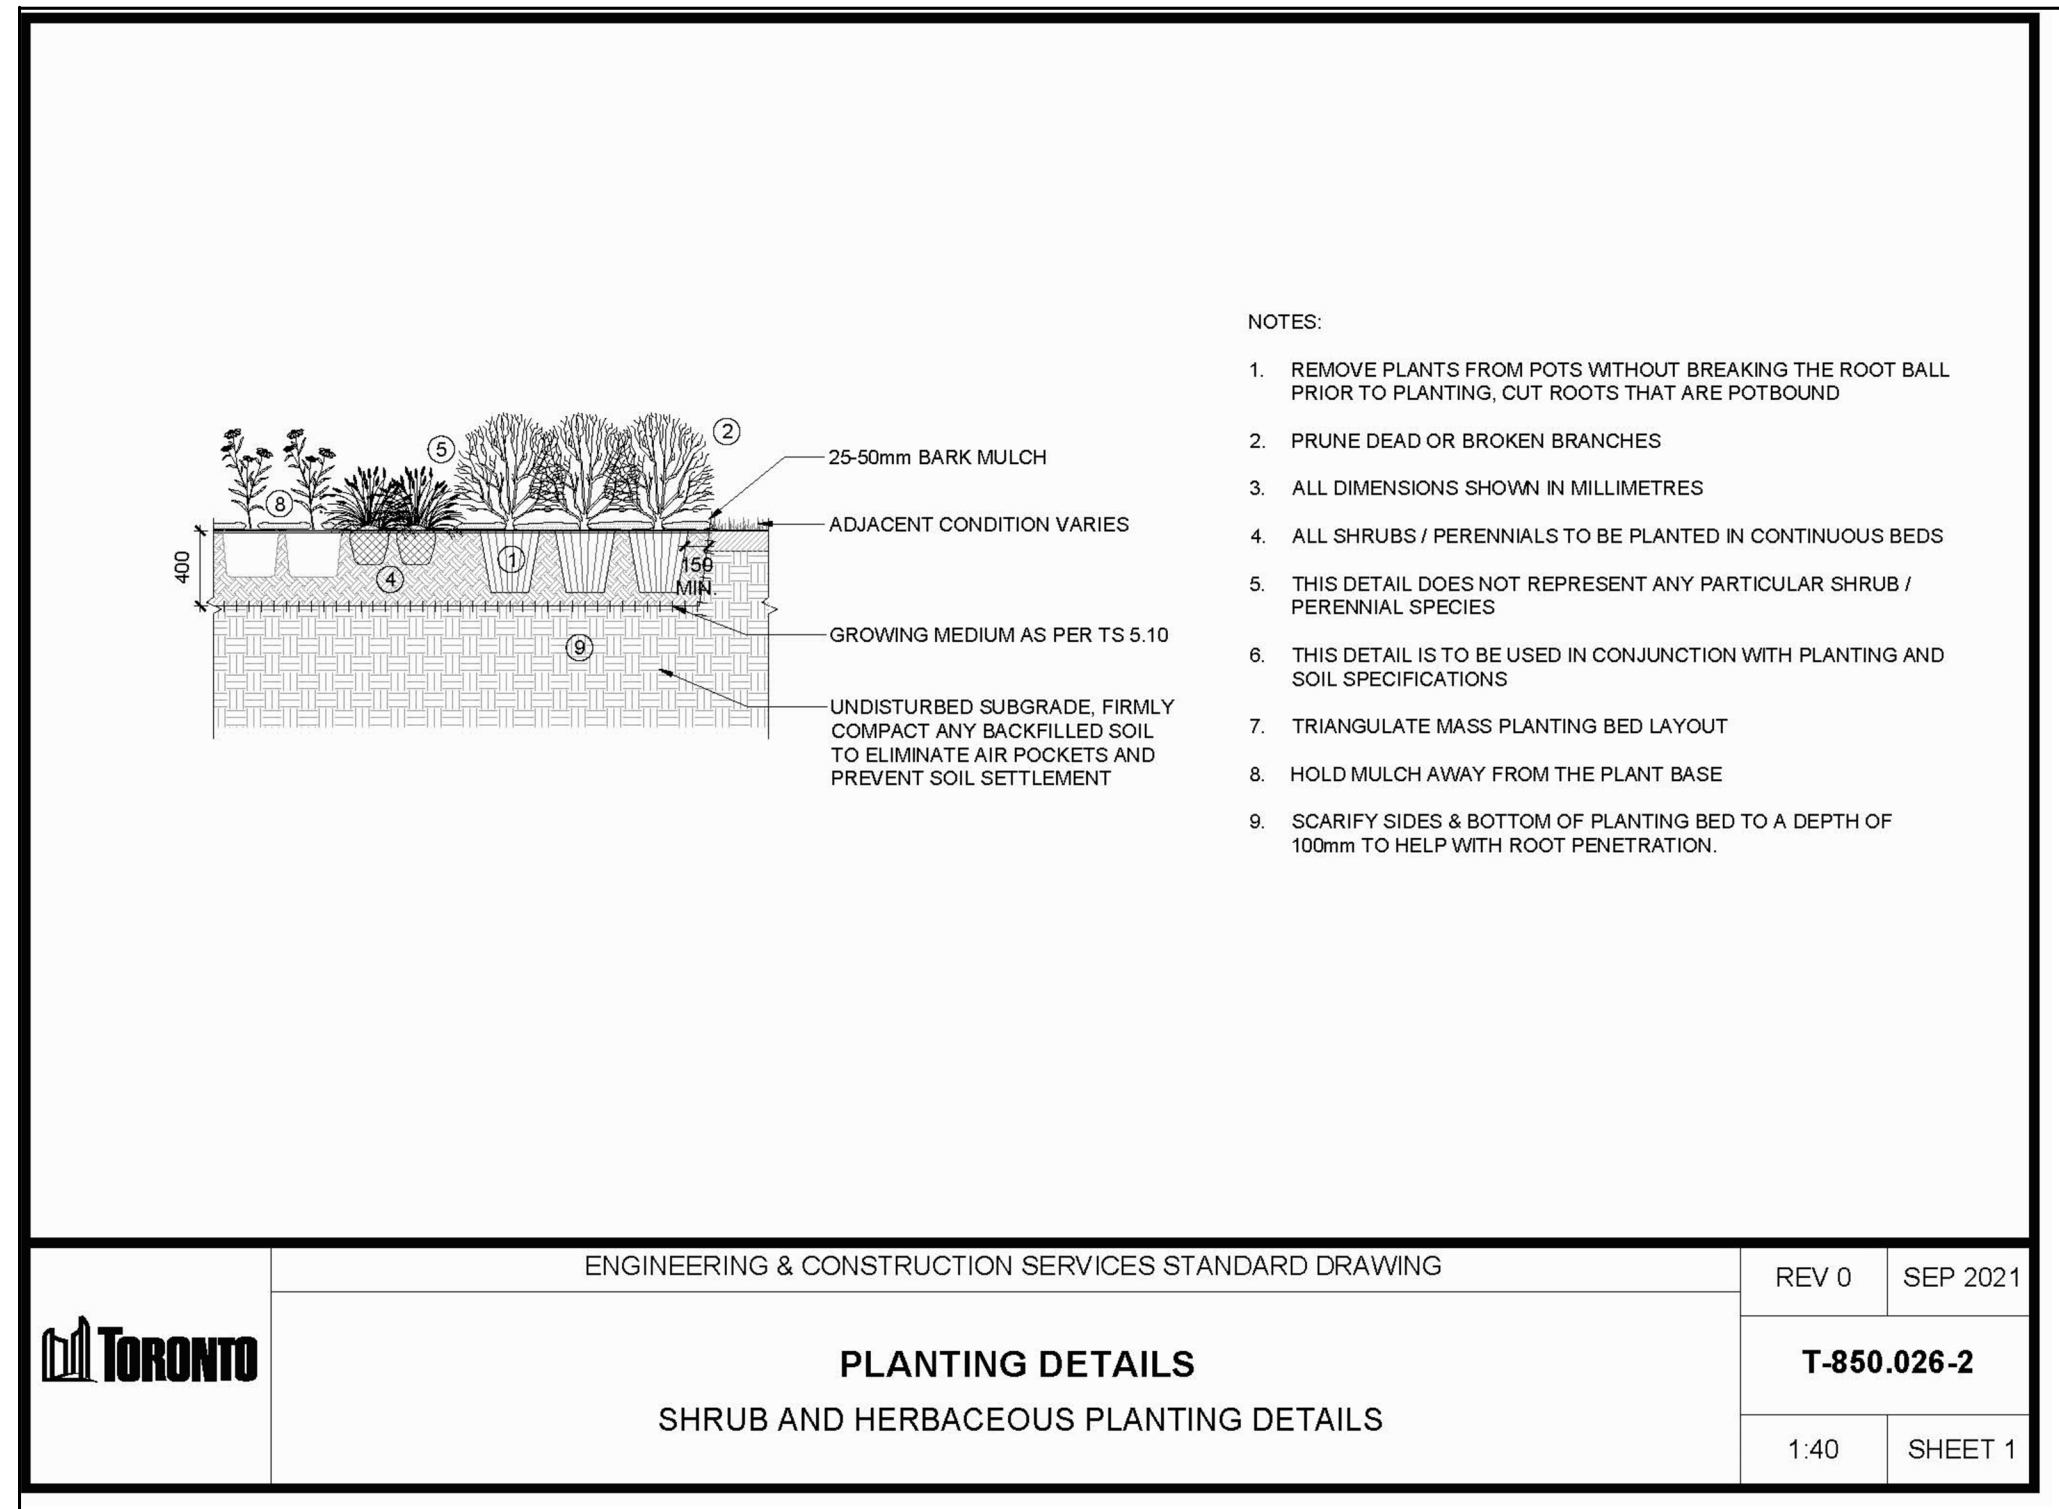 NOTES:
1. REMOVE PLANTS FROM POTS WITHOUT BREAKING THE ROOT BALL
PRIOR TO PLANTING, CUT ROOTS THAT ARE POTBOUND
2. PRUNE DEAD OR BROKEN BRANCHES
3. ALL DIMENSIONS SHOWN IN MILLIMETRES
4. ALL SHRUBS / PERENNIALS TO BE PLANTED IN CONTINUOUS BEDS
5. THIS DETAIL DOES NOT REPRESENT ANY PARTICULAR SHRUB /
PERENNIAL SPECIES
6. THIS DETAIL IS TO BE USED IN CONJUNCTION WITH PLANTING AND
SOIL SPECIFICATIONS
7. TRIANGULATE MASS PLANTING BED LAYOUT
8. HOLD MULCH AWAY FROM THE PLANT BASE
9. SCARIFY SIDES & BOTTOM OF PLANTING BED TO A DEPTH OF
100mm TO HELP WITH ROOT PENETRATION.
2
5
8
25-50mm BARK MULCH
ADJACENT CONDITION VARIES
1
4
400
150
MIN.
9
GROWING MEDIUM AS PER TS 5.10
UNDISTURBED SUBGRADE, FIRMLY
COMPACT ANY BACKFILLED SOIL
TO ELIMINATE AIR POCKETS AND
PREVENT SOIL SETTLEMENT
TORONTO
ENGINEERING & CONSTRUCTION SERVICES STANDARD DRAWING
PLANTING DETAILS
SHRUB AND HERBACEOUS PLANTING DETAILS
REV 0
SEP 2021
T-850.026-2
1:40
SHEET 1